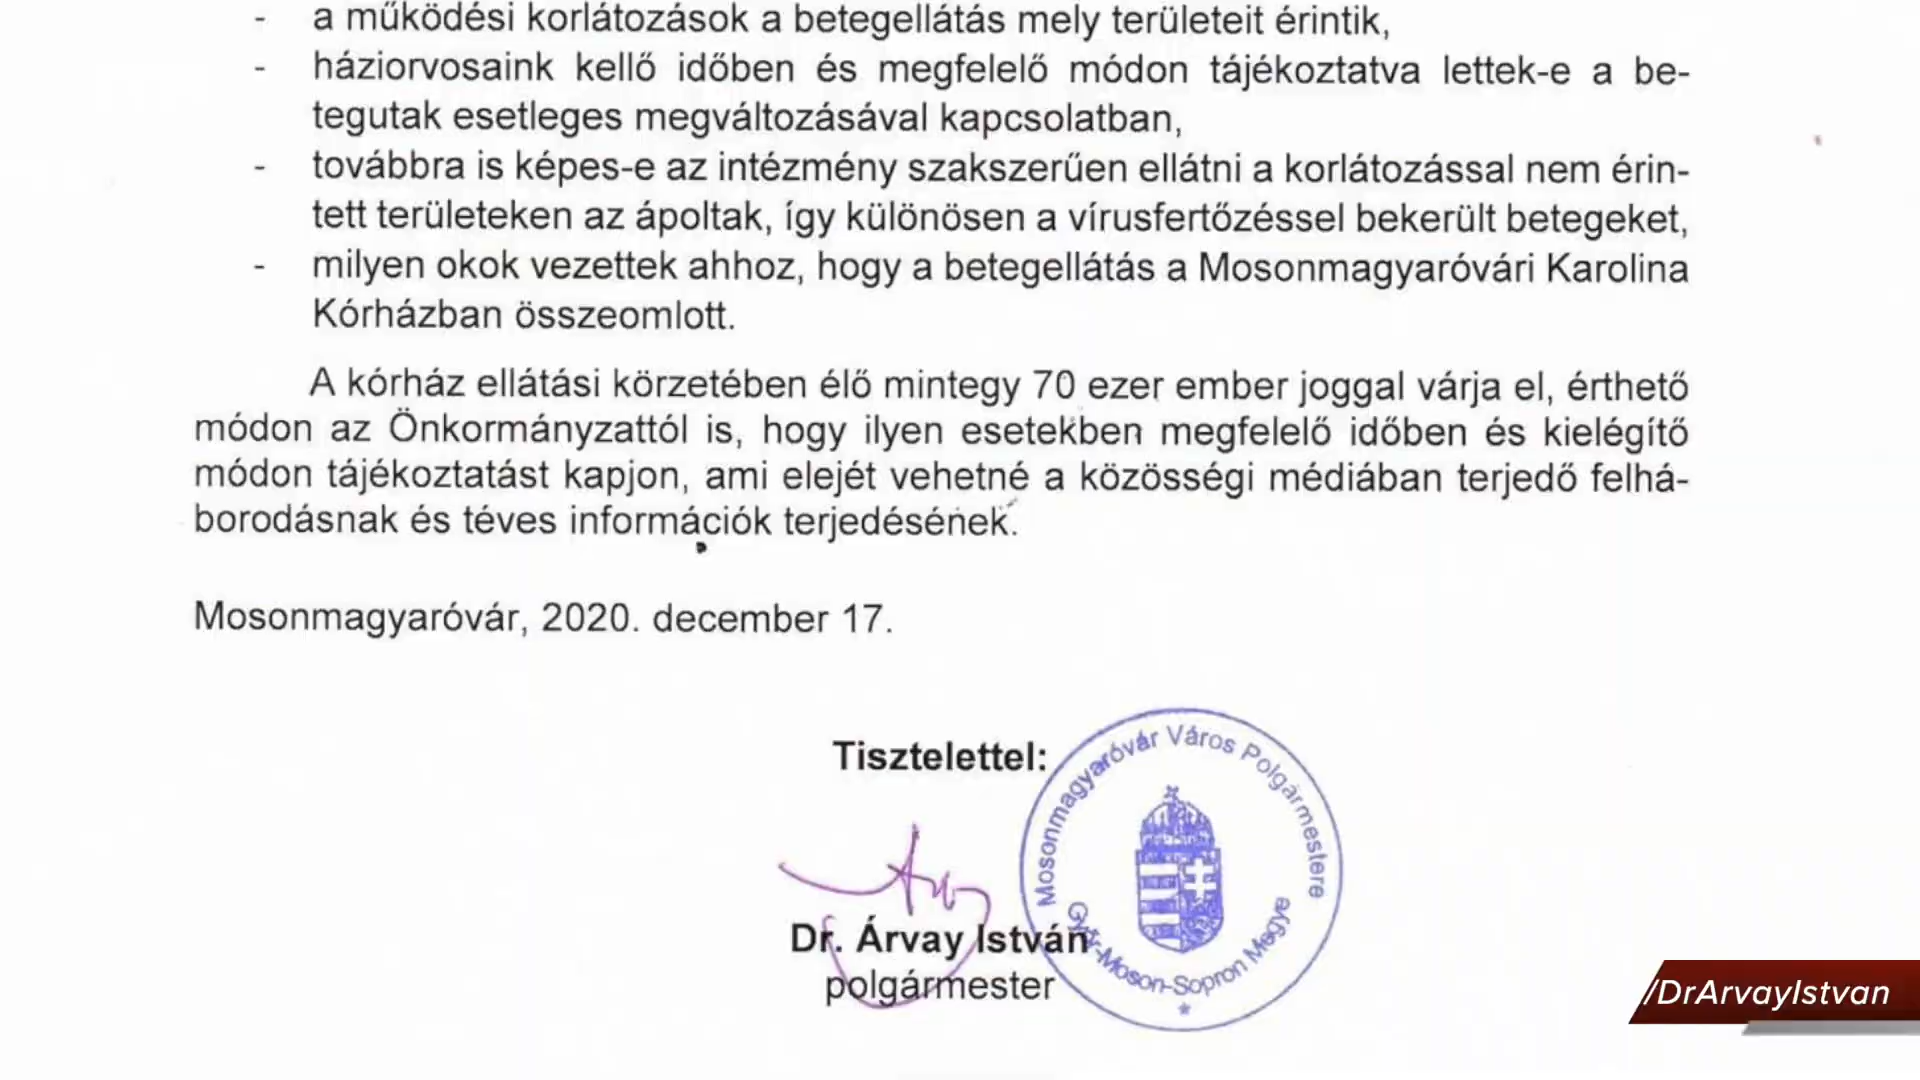 - a működési korlátozások a betegellátás mely területeit érintik,
- háziorvosaink kellő időben és megfelelő módon tájékoztatva lettek-e a be-
tegutak esetleges megváltozásával kapcsolatban,
- továbbra is képes-e az intézmény szakszerűen ellátni a korlátozással nem érin-
tett területeken az ápoltak, így különösen a vírusfertőzéssel bekerült betegeket,
- milyen okok vezettek ahhoz, hogy a betegellátás a Mosonmagyaróvári Karolina
Kórházban összeomlott.
A kórház ellátási körzetében élő mintegy 70 ezer ember joggal várja el, érthető
módon az Önkormányzattól is, hogy ilyen esetekben megfelelő időben és kielégítő
módon tájékoztatást kapjon, ami elejét vehetné a közösségi médiában terjedő felhá-
borodásnak és téves információk terjedésének.
Mosonmagyaróvár, 2020. december 17.
Tisztelettel:
Mosonmagyaróvár Város Polgármestere
Győr-Moson-Sopron Megye
Dr. Árvay István
polgármester
/DrArvayIstvan